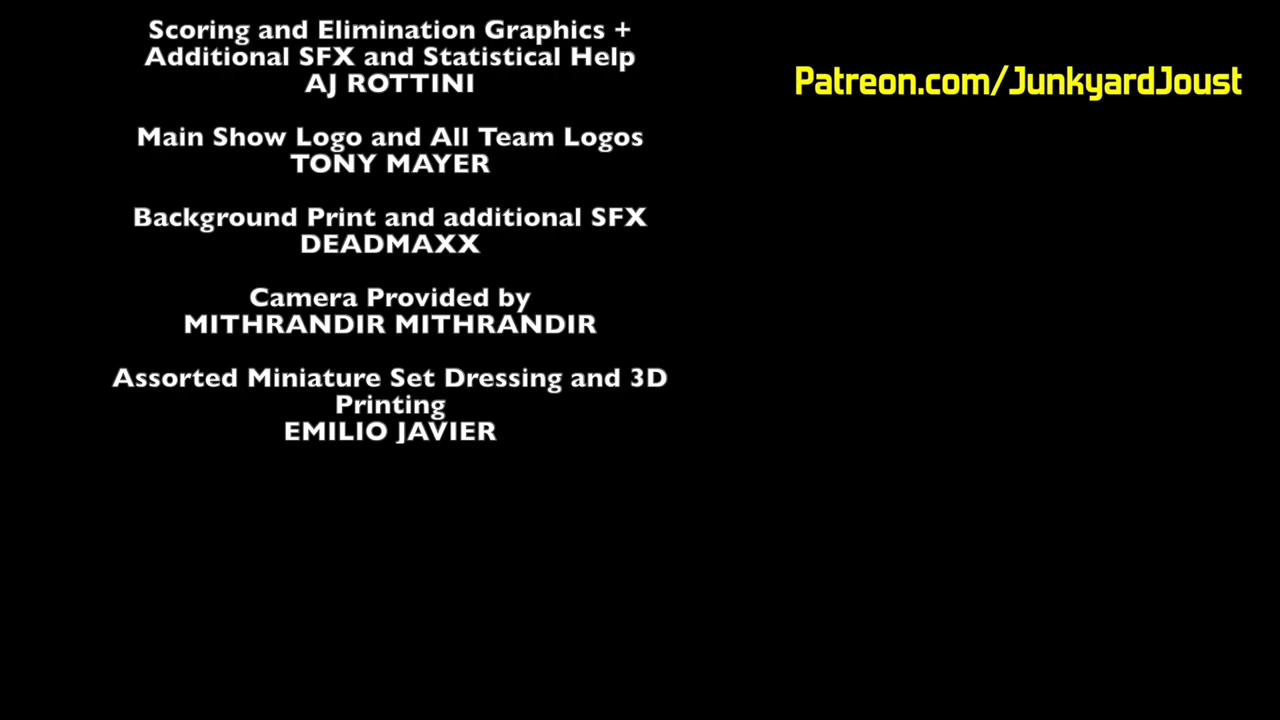 Scoring and Elimination Graphics +
Additional SFX and Statistical Help
AJ ROTTINI
Main Show Logo and All Team Logos
TONY MAYER
Background Print and additional SFX
DEADMAXX
Camera Provided by
MITHRANDIR MITHRANDIR
Assorted Miniature Set Dressing and 3D
Printing
EMILIO JAVIER
Patreon.com/JunkyardJoust